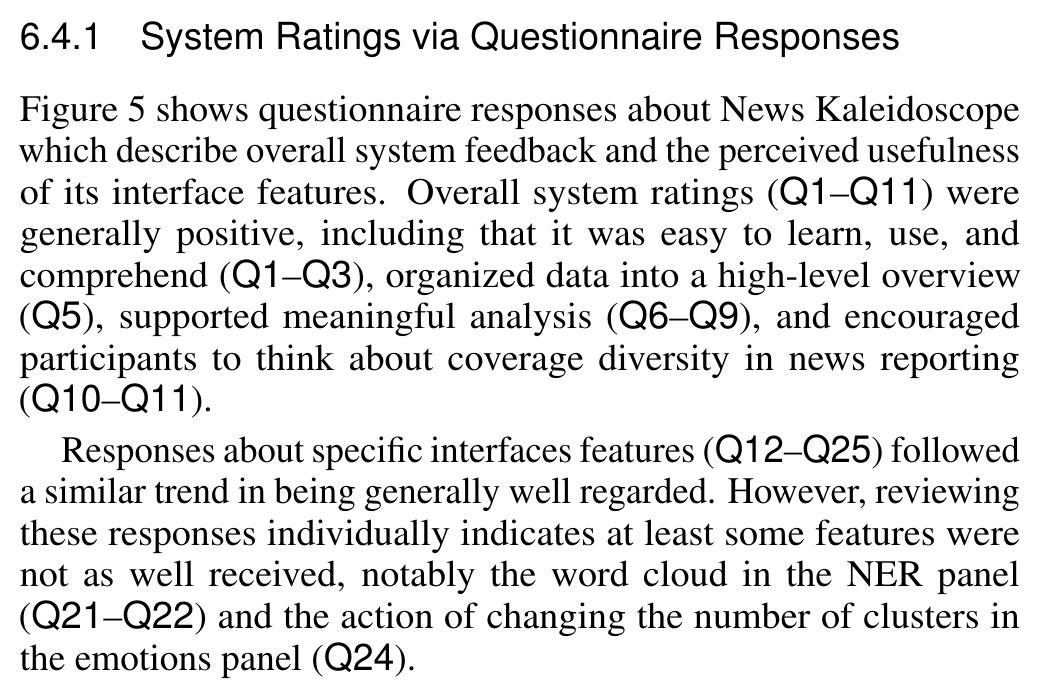 6.4.1 System Ratings via Questionnaire Responses
Figure 5 shows questionnaire responses about News Kaleidoscope
which describe overall system feedback and the perceived usefulness
of its interface features. Overall system ratings (Q1–Q11) were
generally positive, including that it was easy to learn, use, and
comprehend (Q1–Q3), organized data into a high-level overview
(Q5), supported meaningful analysis (Q6–Q9), and encouraged
participants to think about coverage diversity in news reporting
(Q10–Q11).
Responses about specific interfaces features (Q12–Q25) followed
a similar trend in being generally well regarded. However, reviewing
these responses individually indicates at least some features were
not as well received, notably the word cloud in the NER panel
(Q21–Q22) and the action of changing the number of clusters in
the emotions panel (Q24).